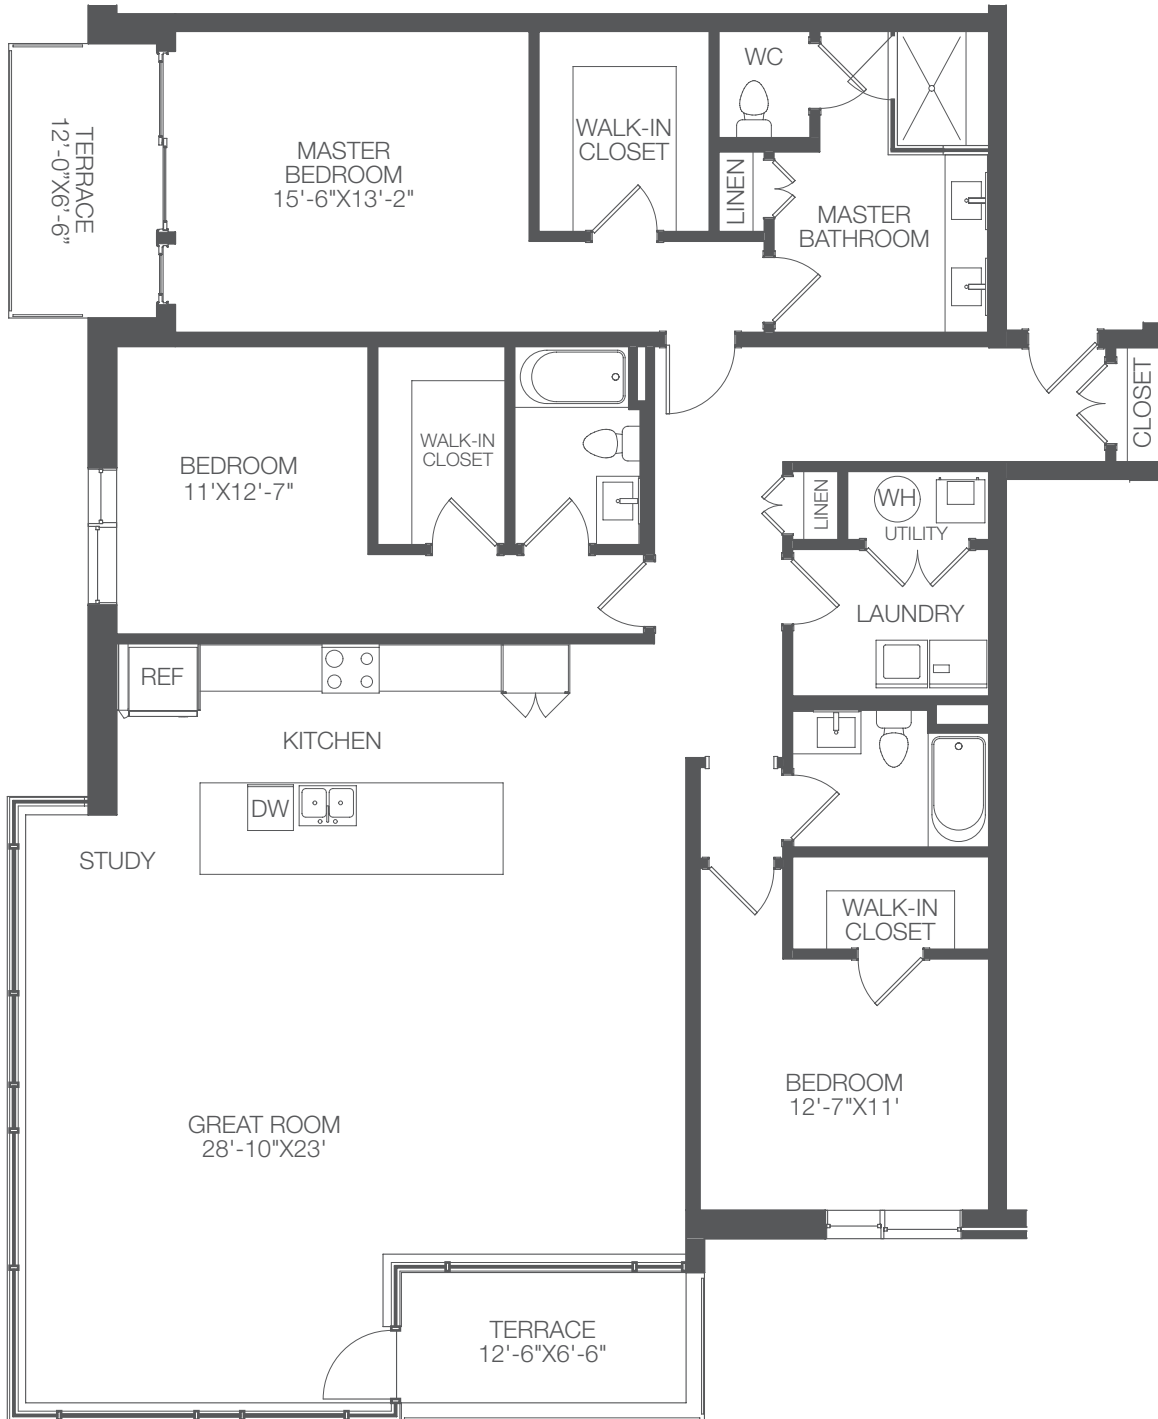 WC
TERRACE
12'-0"X6'-6"
MASTER
BEDROOM
15'-6"X13'-2"
WALK-IN
CLOSET
LINEN
MASTER
BATHROOM
CLOSET
BEDROOM
11'X12'-7"
WALK-IN
CLOSET
LINEN
WH
UTILITY
LAUNDRY
REF
KITCHEN
DW
STUDY
WALK-IN
CLOSET
BEDROOM
12'-7"X11'
GREAT ROOM
28'-10"X23'
TERRACE
12'-6"X6'-6"